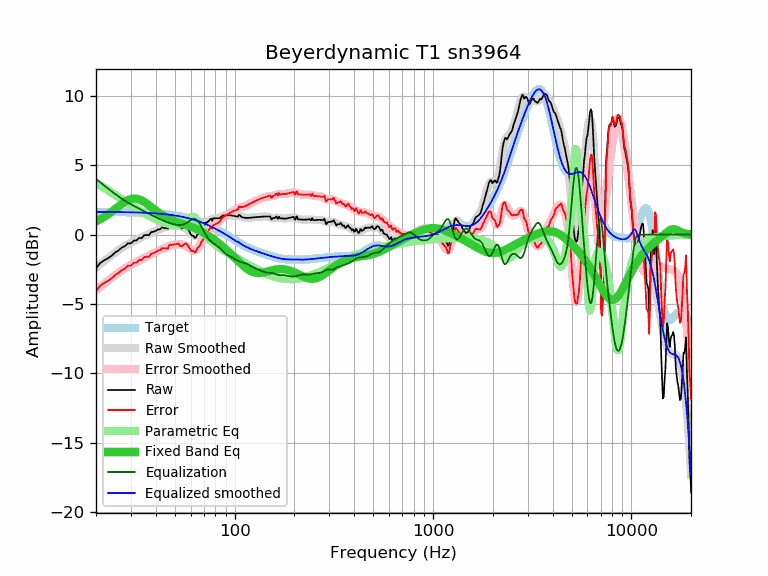 Beyerdynamic T1 sn3964
10
5
0
−5
−10
−15
−20
Amplitude (dBr)
Target
Raw Smoothed
Error Smoothed
Raw
Error
Parametric Eq
Fixed Band Eq
Equalization
Equalized smoothed
100 1000 10000
Frequency (Hz)